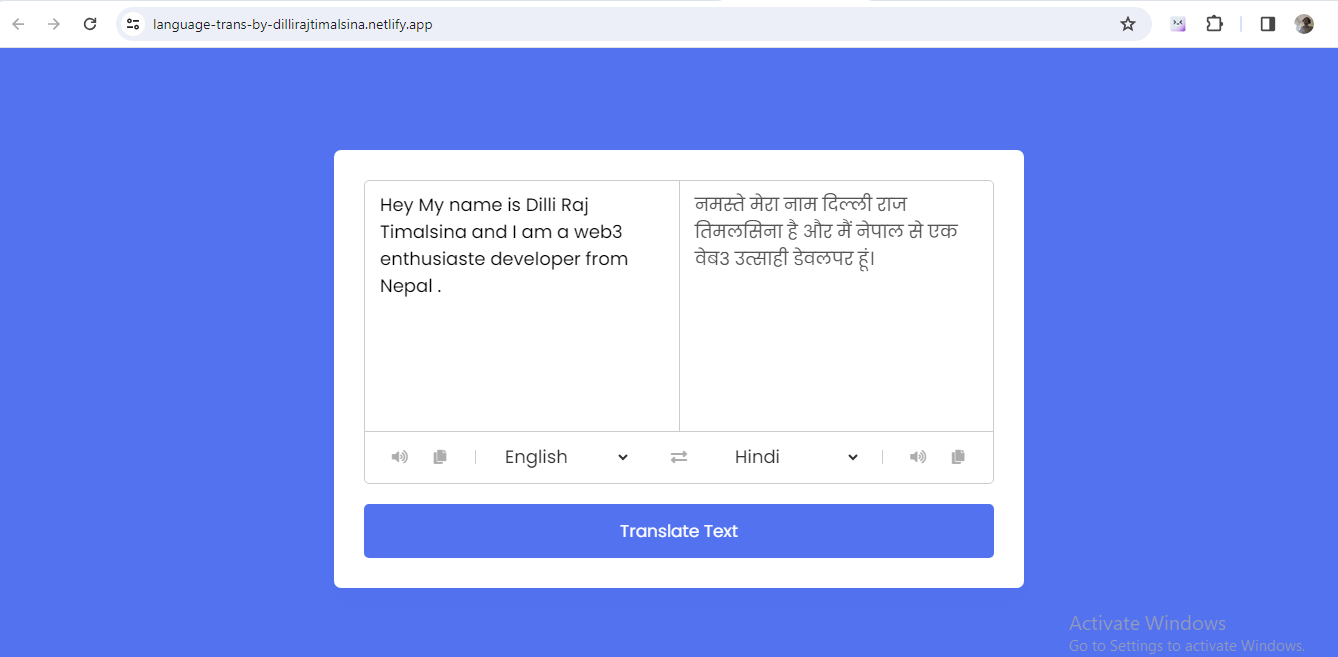 language-trans-by-dillirajtimalsina.netlify.app
Hey My name is Dilli Raj
Timalsina and I am a web3
enthusiaste developer from
Nepal .
नमस्ते मेरा नाम दिल्ली राज
तिमलसिना है और मैं नेपाल से एक
वेब3 उत्साही डेवलपर हूं।
English
Hindi
Translate Text
Activate Windows
Go to Settings to activate Windows.